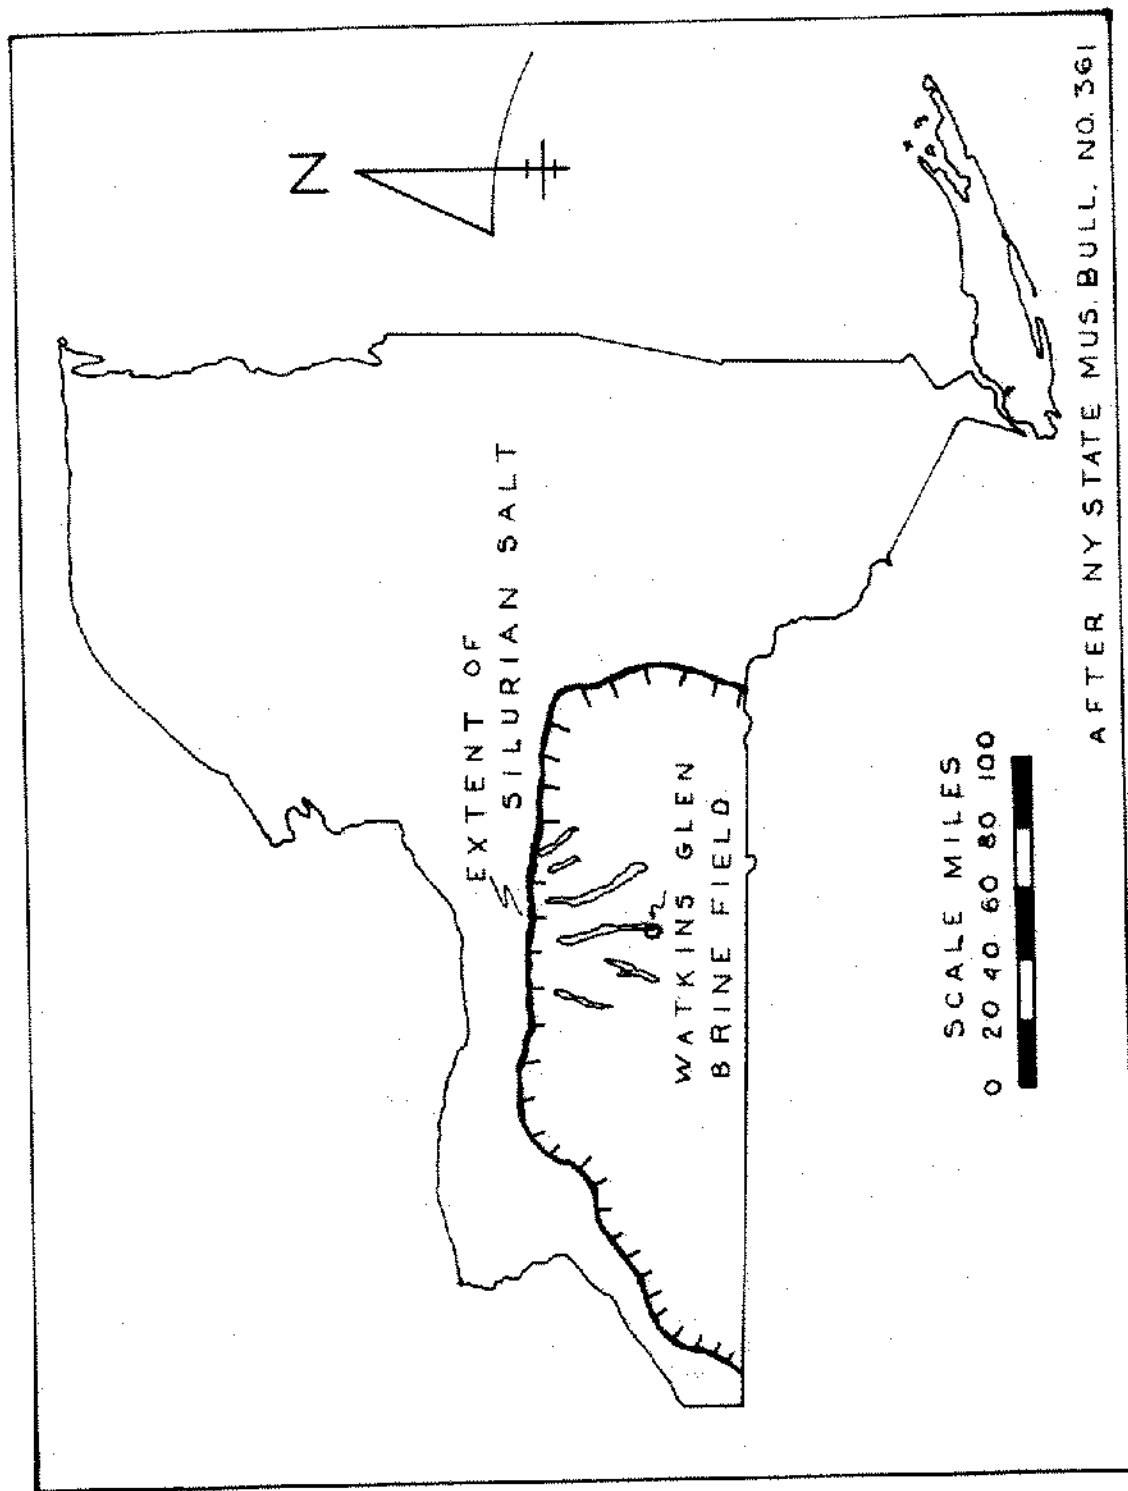 N
EXTENT OF
SILURIAN SALT
WATKINS GLEN
BRINE FIELD
SCALE MILES
0 20 40 60 80 100
AFTER NY STATE MUS. BULL. NO. 361